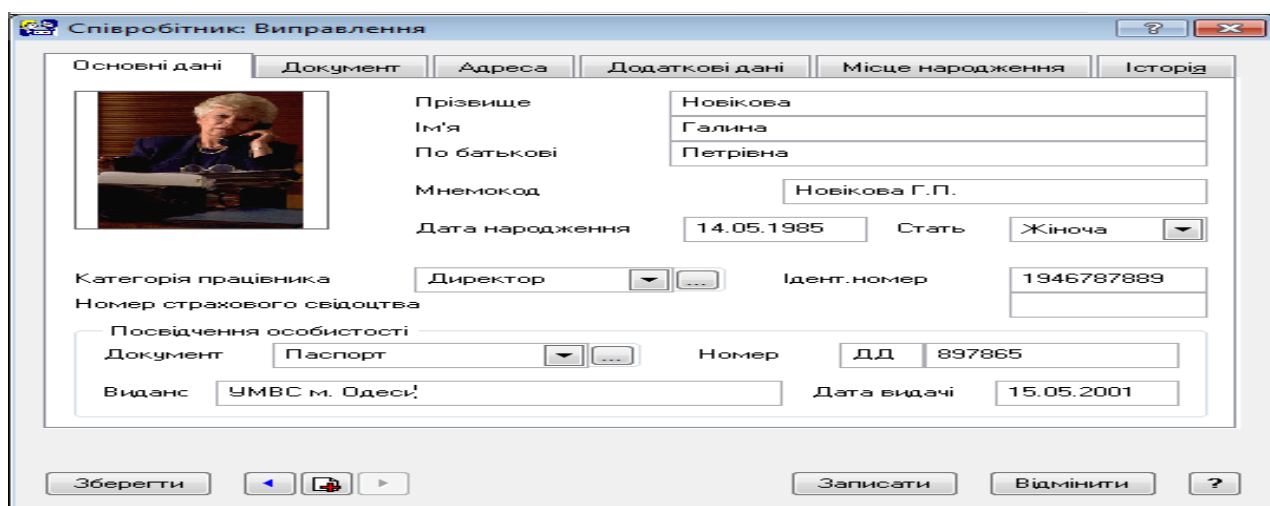 Співробітник: Виправлення
Основні дані Документ Адреса Додаткові дані Місце народження Історія
Прізвище Новікова
Ім'я Галина
По батькові Петрівна
Мнемокод Новікова Г.П.
Дата народження 14.05.1985 Стать Жіноча
Категорія працівника Директор ... Ідент.номер 1946787889
Номер страхового свідоцтва
Посвідчення особистості
Документ Паспорт ... Номер ДД 897865
Виданс УМВС м. Одеси Дата видачі 15.05.2001
Зберегти Записати Відмінити ?